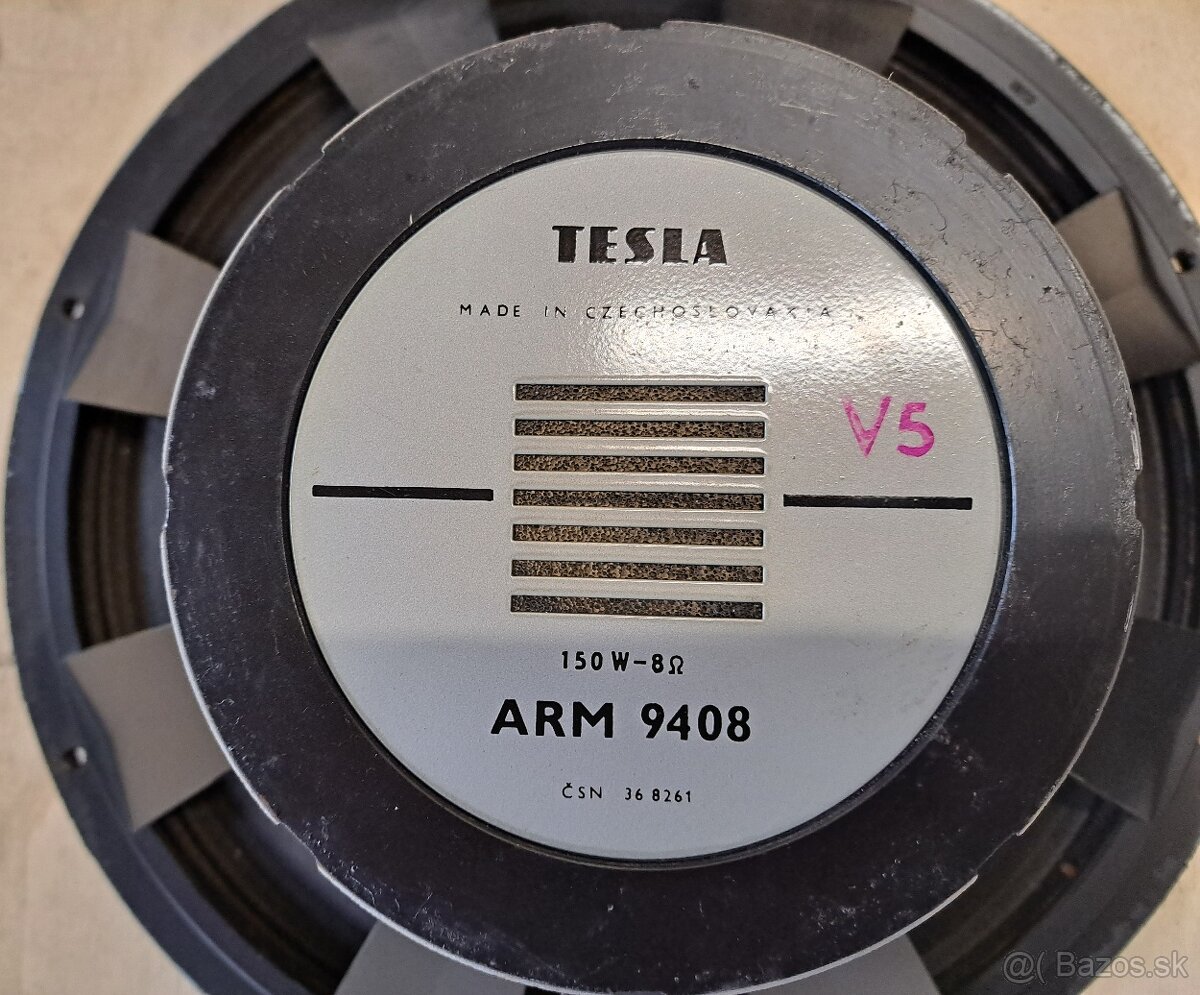 TESLA
MADE IN CZECHOSLOVAKIA
V5
150 W-8Ω
ARM 9408
ČSN 36 8261
@( Bazos.sk